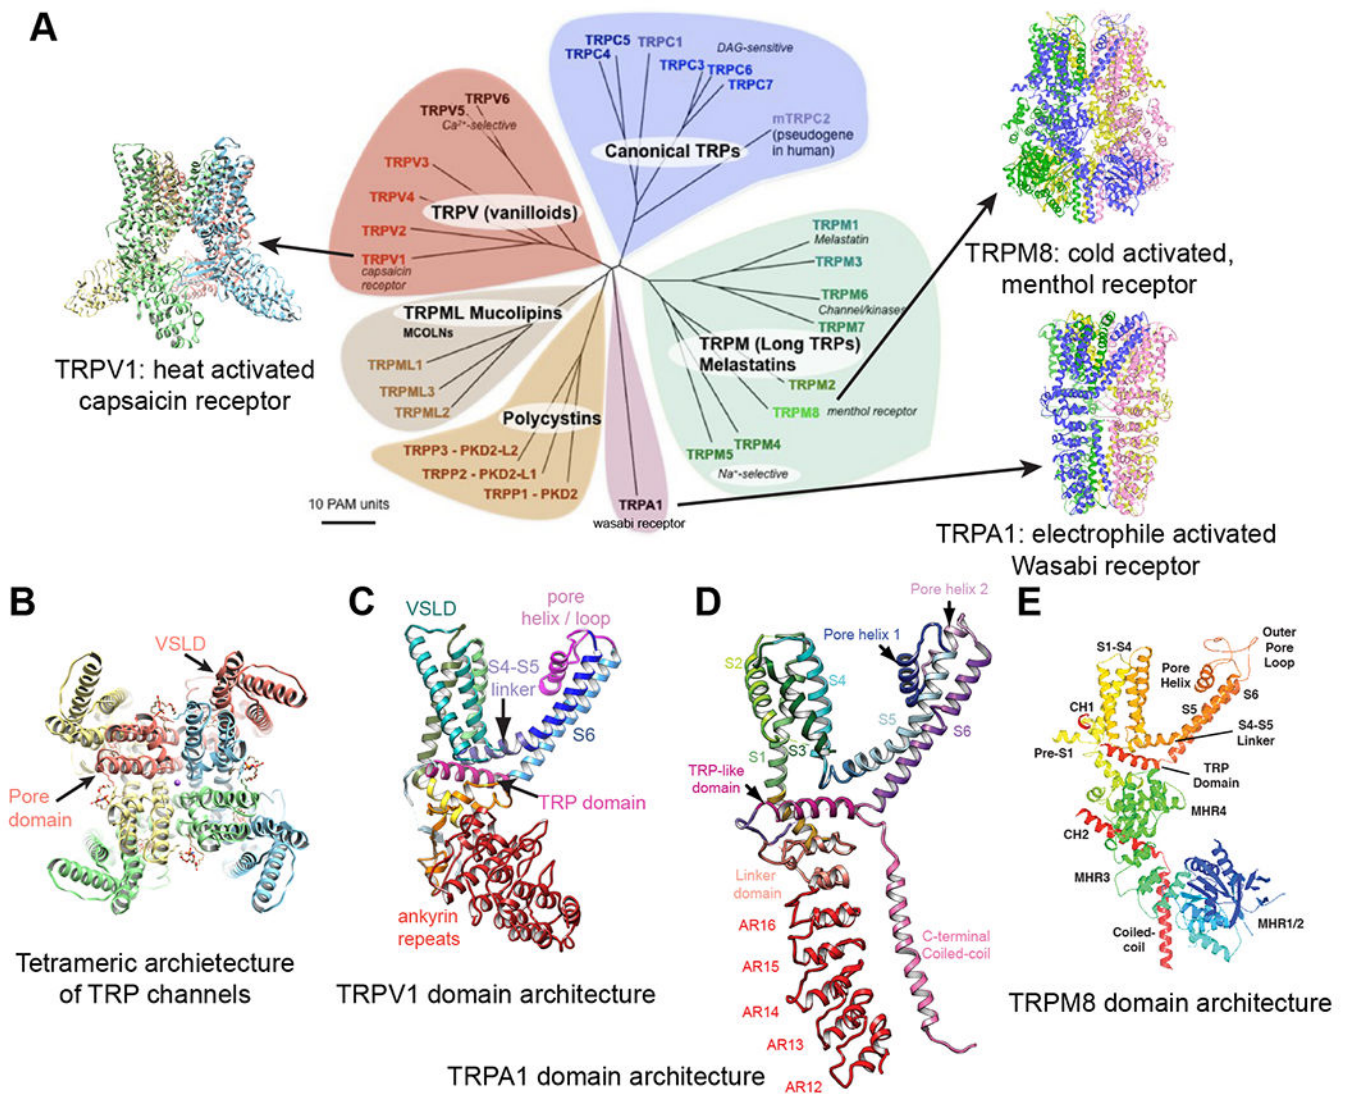 A
TRPC5
TRPC1
TRPC4
DAG-sensitive
TRPC3
TRPC6
TRPC7
mTRPC2
(pseudogene
in human)
Canonical TRPs
TRPV6
TRPV5
Ca²⁺-selective
TRPV3
TRPV4
TRPV (vanilloids)
TRPV2
TRPV1
capsaicin
receptor
TRPM1
Melastatin
TRPM3
TRPM6
Channel/kinases
TRPM7
TRPM (Long TRPs)
Melastatins
TRPM2
TRPM8 menthol receptor
TRPM4
TRPM5
Na⁺-selective
TRPML Mucolipins
MCOLNs
TRPML1
TRPML3
TRPML2
Polycystins
TRPP3 - PKD2-L2
TRPP2 - PKD2-L1
TRPP1 - PKD2
TRPA1
wasabi receptor
10 PAM units
TRPV1: heat activated
capsaicin receptor
TRPM8: cold activated,
menthol receptor
TRPA1: electrophile activated
Wasabi receptor
B
VSLD
Pore
domain
Tetrameric archietecture
of TRP channels
C
VSLD
pore
helix / loop
S4-S5
linker
S6
TRP domain
ankyrin
repeats
TRPV1 domain architecture
D
Pore helix 2
Pore helix 1
S2
S4
S5
S6
S3
S1
TRP-like
domain
Linker
domain
AR16
AR15
AR14
AR13
AR12
C-terminal
Coiled-coil
TRPA1 domain architecture
E
S1-S4
Outer
Pore
Loop
Pore
Helix
S6
S5
CH1
S4-S5
Linker
Pre-S1
TRP
Domain
MHR4
CH2
MHR3
MHR1/2
Coiled-
coil
TRPM8 domain architecture